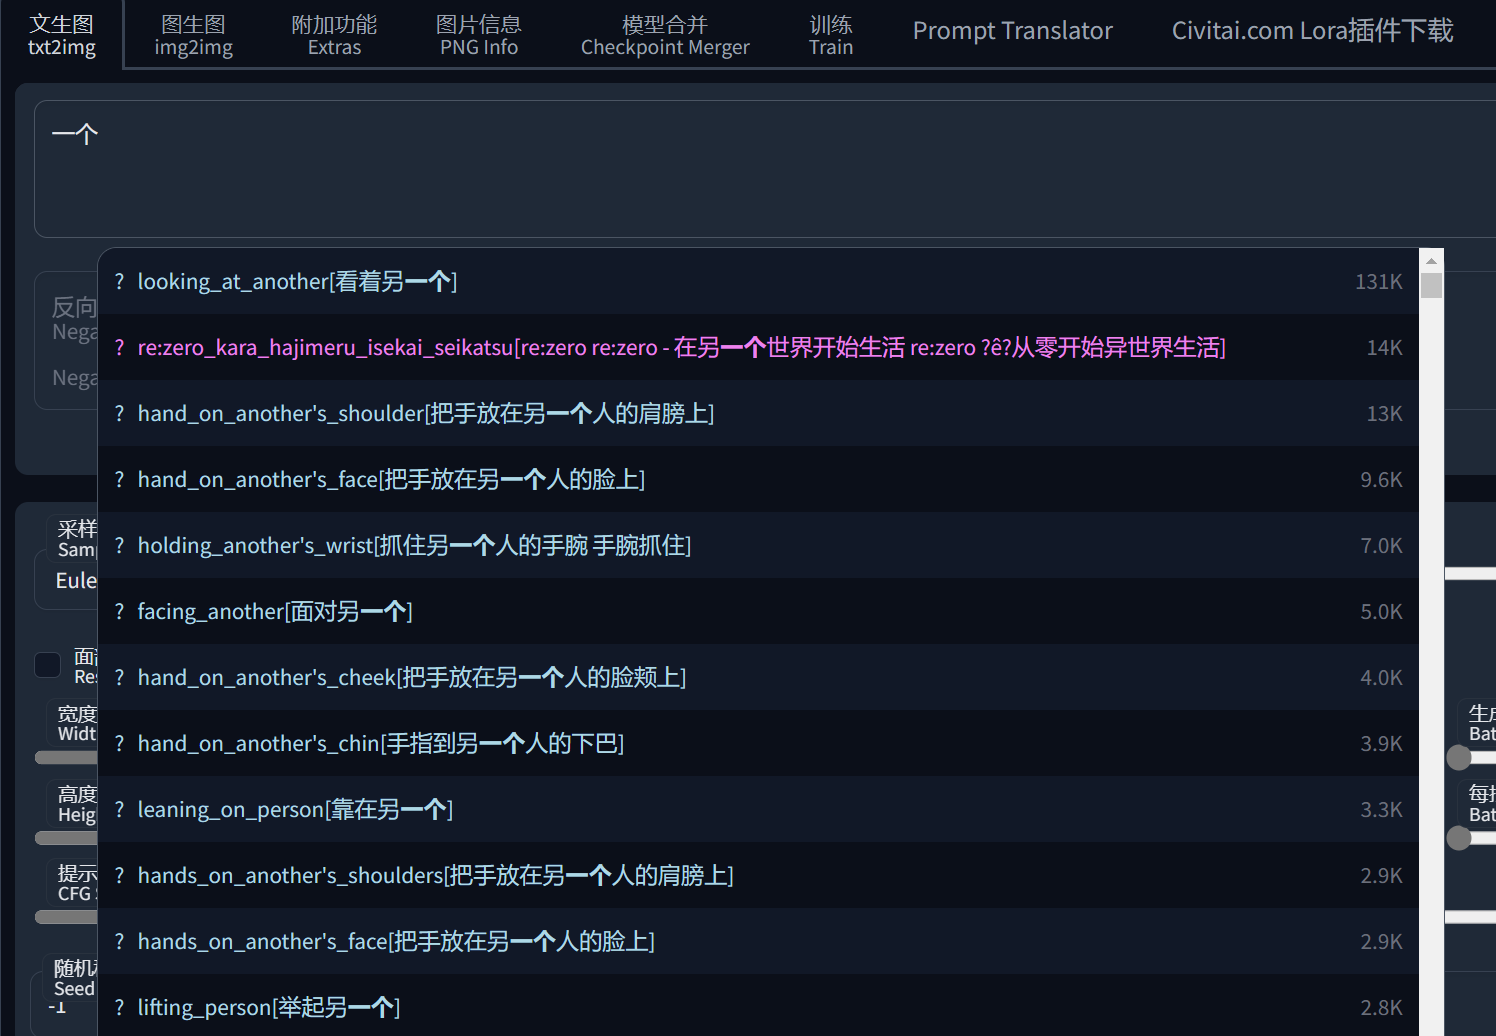 文生图
txt2img
图生图
img2img
附加功能
Extras
图片信息
PNG Info
模型合并
Checkpoint Merger
训练
Train
Prompt Translator
Civitai.com Lora插件下载
一个
反向
Nega
Nega
? looking_at_another[看着另一个] 131K
? re:zero_kara_hajimeru_isekai_seikatsu[re:zero re:zero - 在另一个世界开始生活 re:zero ?ê?从零开始异世界生活] 14K
? hand_on_another's_shoulder[把手放在另一个人的肩膀上] 13K
? hand_on_another's_face[把手放在另一个人的脸上] 9.6K
? holding_another's_wrist[抓住另一个人的手腕 手腕抓住] 7.0K
? facing_another[面对另一个] 5.0K
? hand_on_another's_cheek[把手放在另一个人的脸颊上] 4.0K
? hand_on_another's_chin[手指到另一个人的下巴] 3.9K
? leaning_on_person[靠在另一个] 3.3K
? hands_on_another's_shoulders[把手放在另一个人的肩膀上] 2.9K
? hands_on_another's_face[把手放在另一个人的脸上] 2.9K
? lifting_person[举起另一个] 2.8K
采样
Sam
Eule
面
Res
宽度
Widt
高度
Heig
提示
CFG
随机
Seed
-1
生成
Bat
每批
Bat